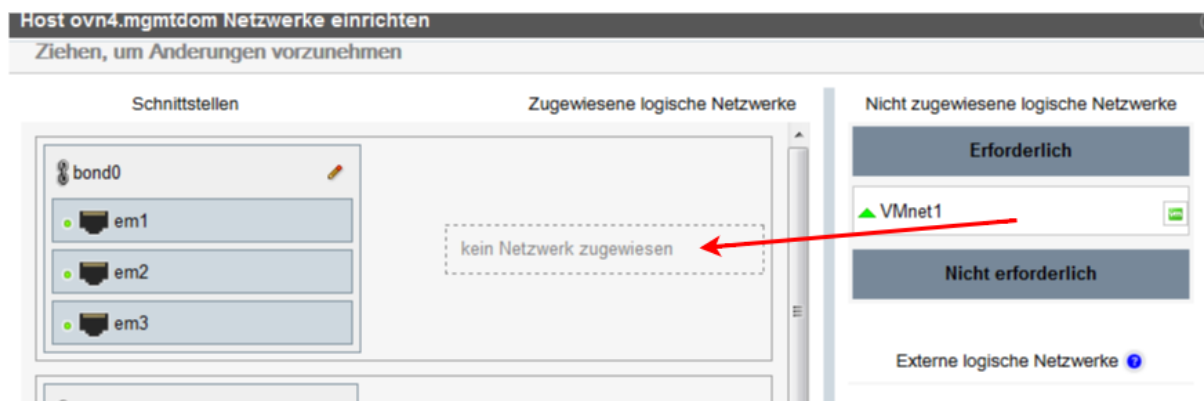 Host ovn4.mgmtdom Netzwerke einrichten
Ziehen, um Änderungen vorzunehmen
Schnittstellen
Zugewiesene logische Netzwerke
Nicht zugewiesene logische Netzwerke
bond0
em1
em2
em3
kein Netzwerk zugewiesen
Erforderlich
VMnet1
Nicht erforderlich
Externe logische Netzwerke